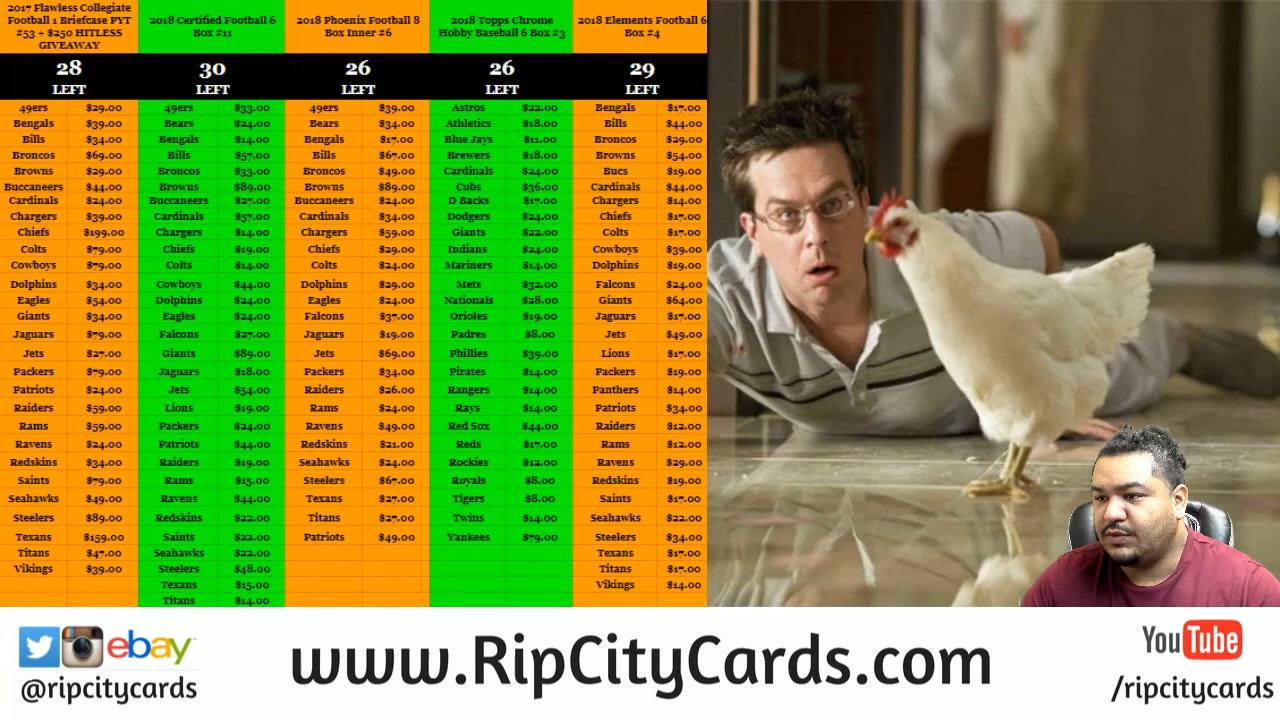 2017 Flawless Collegiate
Football 1 Briefcase PYT
#53 + $250 HITLESS
GIVEAWAY
28
LEFT
49ers $29.00
Bengals $39.00
Bills $34.00
Broncos $69.00
Browns $29.00
Buccaneers $44.00
Cardinals $24.00
Chargers $39.00
Chiefs $199.00
Colts $79.00
Cowboys $79.00
Dolphins $34.00
Eagles $54.00
Giants $34.00
Jaguars $79.00
Jets $27.00
Packers $79.00
Patriots $24.00
Raiders $59.00
Rams $59.00
Ravens $24.00
Redskins $34.00
Saints $79.00
Seahawks $49.00
Steelers $89.00
Texans $159.00
Titans $47.00
Vikings $39.00
2018 Certified Football 6
Box #11
30
LEFT
49ers $33.00
Bears $24.00
Bengals $14.00
Bills $57.00
Broncos $33.00
Browns $89.00
Buccaneers $27.00
Cardinals $57.00
Chargers $14.00
Chiefs $19.00
Colts $14.00
Cowboys $44.00
Dolphins $24.00
Eagles $24.00
Falcons $27.00
Giants $89.00
Jaguars $18.00
Jets $54.00
Lions $19.00
Packers $24.00
Patriots $44.00
Raiders $19.00
Rams $15.00
Ravens $44.00
Redskins $22.00
Saints $22.00
Seahawks $22.00
Steelers $48.00
Texans $15.00
Titans $14.00
2018 Phoenix Football 8
Box Inner #6
26
LEFT
49ers $39.00
Bears $34.00
Bengals $17.00
Bills $67.00
Broncos $49.00
Browns $89.00
Buccaneers $24.00
Cardinals $34.00
Chargers $59.00
Chiefs $29.00
Colts $24.00
Dolphins $29.00
Eagles $24.00
Falcons $37.00
Jaguars $19.00
Jets $69.00
Packers $34.00
Raiders $26.00
Rams $24.00
Ravens $49.00
Redskins $21.00
Seahawks $24.00
Steelers $67.00
Texans $27.00
Titans $27.00
Patriots $49.00
2018 Topps Chrome
Hobby Baseball 6 Box #3
26
LEFT
Astros $22.00
Athletics $18.00
Blue Jays $11.00
Brewers $18.00
Cardinals $24.00
Cubs $36.00
D Backs $17.00
Dodgers $24.00
Giants $22.00
Indians $24.00
Mariners $14.00
Mets $32.00
Nationals $28.00
Orioles $19.00
Padres $8.00
Phillies $39.00
Pirates $14.00
Rangers $14.00
Rays $14.00
Red Sox $44.00
Reds $17.00
Rockies $12.00
Royals $8.00
Tigers $8.00
Twins $14.00
Yankees $79.00
2018 Elements Football 6
Box #4
29
LEFT
Bengals $17.00
Bills $44.00
Broncos $29.00
Browns $54.00
Bucs $19.00
Cardinals $44.00
Chargers $14.00
Chiefs $17.00
Colts $17.00
Cowboys $39.00
Dolphins $19.00
Falcons $24.00
Giants $64.00
Jaguars $17.00
Jets $49.00
Lions $17.00
Packers $19.00
Panthers $14.00
Patriots $34.00
Raiders $12.00
Rams $12.00
Ravens $29.00
Redskins $19.00
Saints $17.00
Seahawks $22.00
Steelers $34.00
Texans $17.00
Titans $17.00
Vikings $14.00
ebay
@ripcitycards
www.RipCityCards.com
YouTube
/ripcitycards